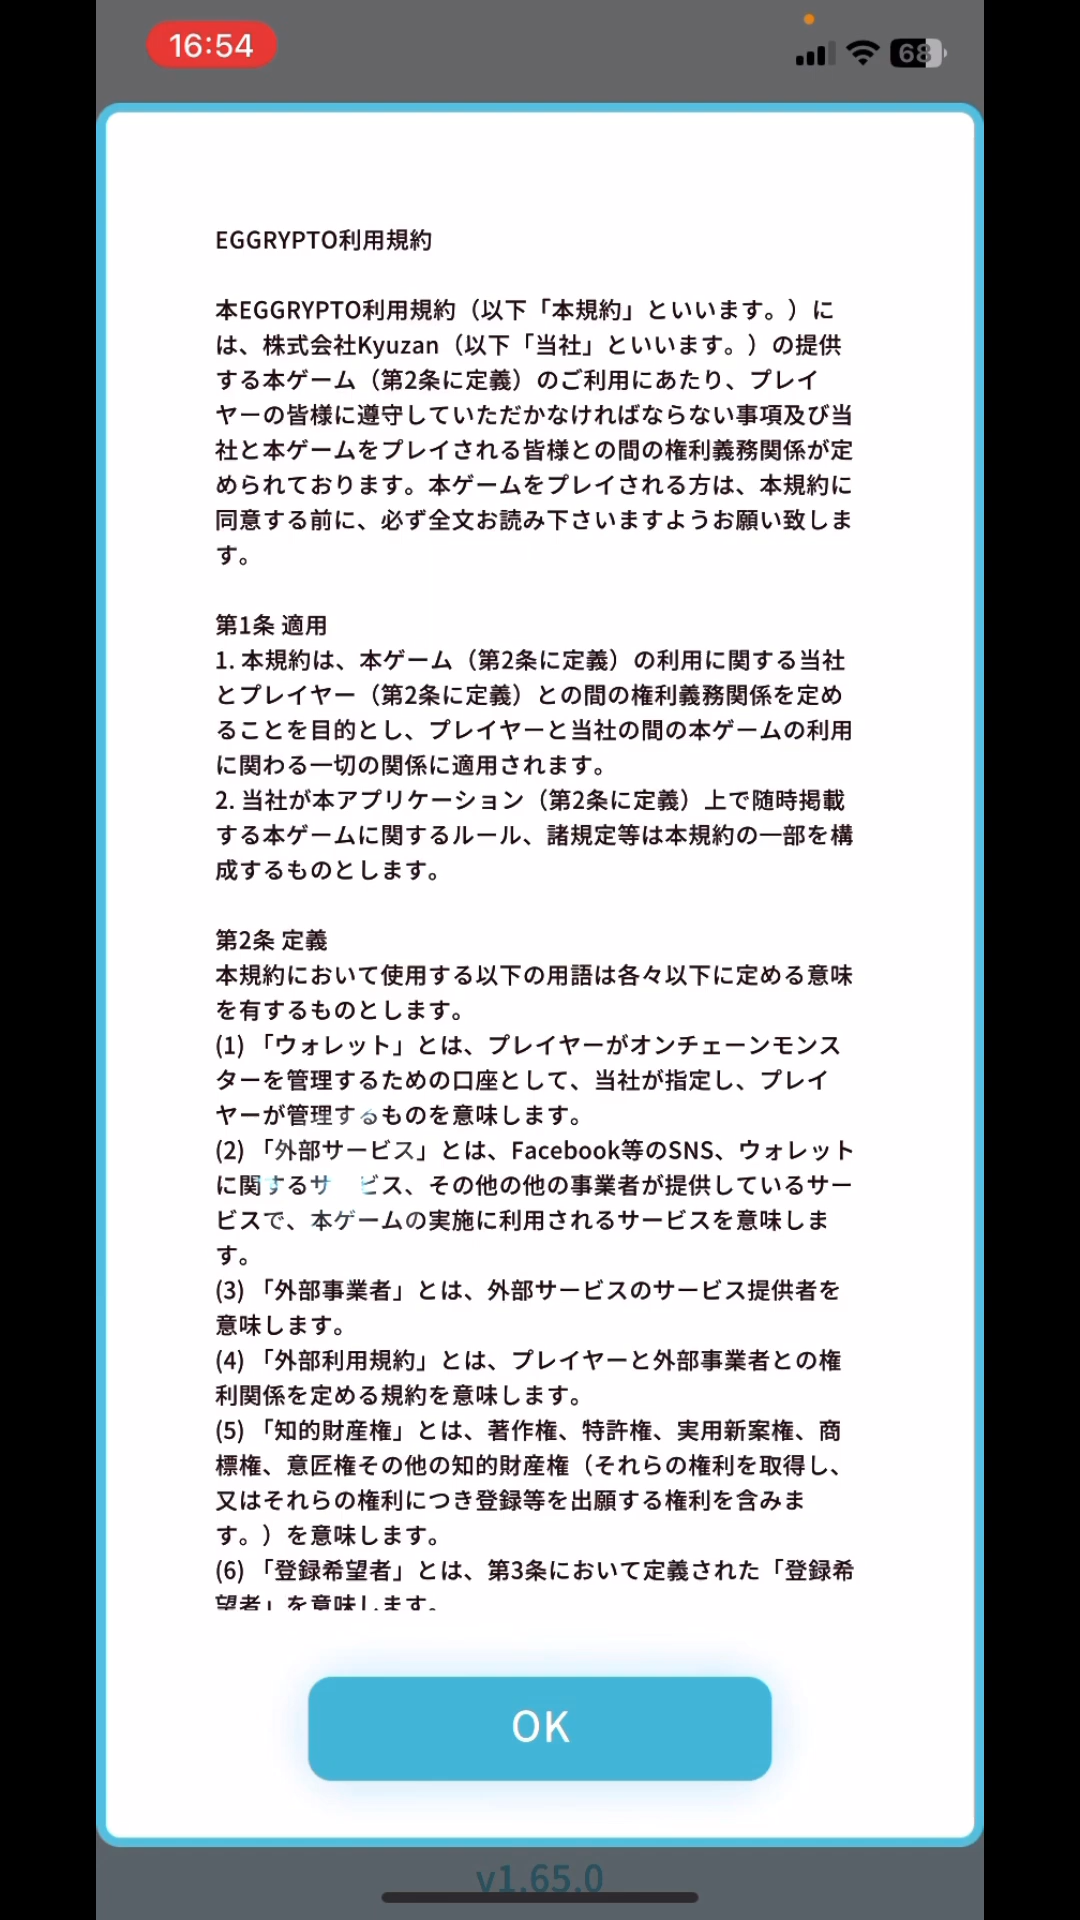 16:54
68
EGGRYPTO利用規約
本EGGRYPTO利用規約（以下「本規約」といいます。）に
は、株式会社Kyuzan（以下「当社」といいます。）の提供
する本ゲーム（第2条に定義）のご利用にあたり、プレイ
ヤーの皆様に遵守していただかなければならない事項及び当
社と本ゲームをプレイされる皆様との間の権利義務関係が定
められております。本ゲームをプレイされる方は、本規約に
同意する前に、必ず全文お読み下さいますようお願い致しま
す。
第1条 適用
1. 本規約は、本ゲーム（第2条に定義）の利用に関する当社
とプレイヤー（第2条に定義）との間の権利義務関係を定め
ることを目的とし、プレイヤーと当社の間の本ゲームの利用
に関わる一切の関係に適用されます。
2. 当社が本アプリケーション（第2条に定義）上で随時掲載
する本ゲームに関するルール、諸規定等は本規約の一部を構
成するものとします。
第2条 定義
本規約において使用する以下の用語は各々以下に定める意味
を有するものとします。
(1) 「ウォレット」とは、プレイヤーがオンチェーンモンス
ターを管理するための口座として、当社が指定し、プレイ
ヤーが管理するものを意味します。
(2) 「外部サービス」とは、Facebook等のSNS、ウォレット
に関するサービス、その他の他の事業者が提供しているサー
ビスで、本ゲームの実施に利用されるサービスを意味しま
す。
(3) 「外部事業者」とは、外部サービスのサービス提供者を
意味します。
(4) 「外部利用規約」とは、プレイヤーと外部事業者との権
利関係を定める規約を意味します。
(5) 「知的財産権」とは、著作権、特許権、実用新案権、商
標権、意匠権その他の知的財産権（それらの権利を取得し、
又はそれらの権利につき登録等を出願する権利を含みま
す。）を意味します。
(6) 「登録希望者」とは、第3条において定義された「登録希
望者」を意味します。
OK
v1.65.0